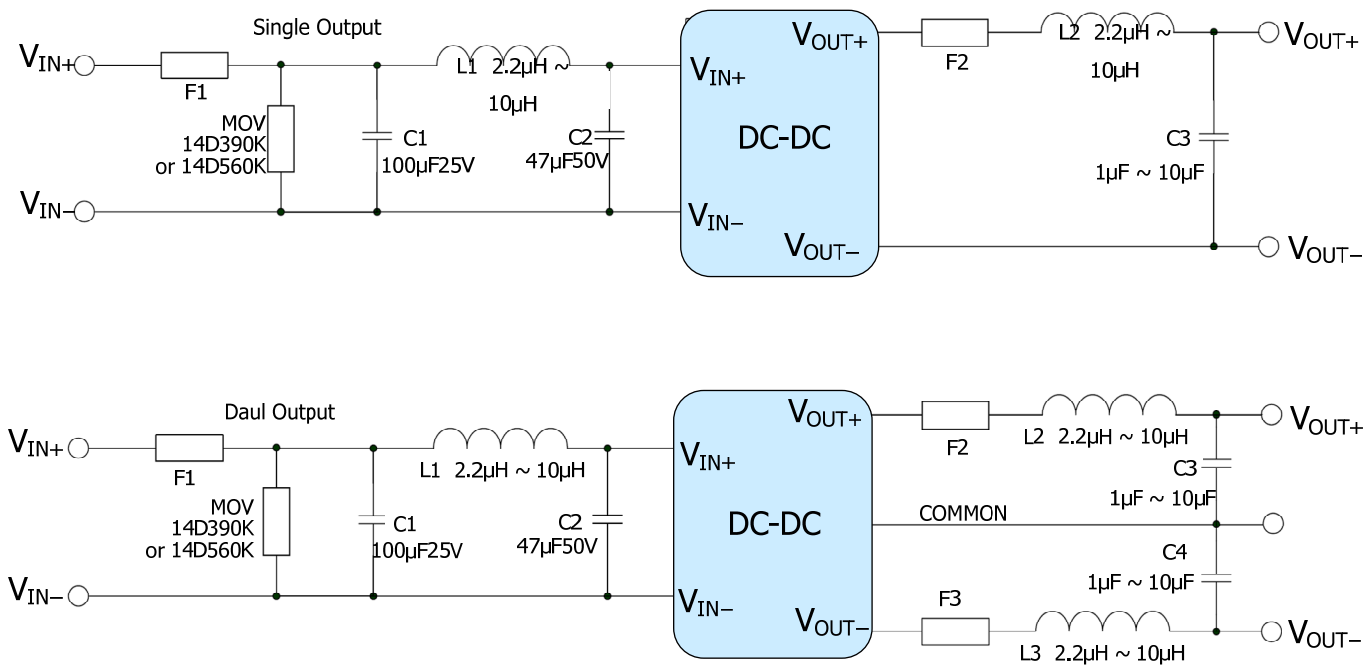 Single Output
VIN+
F1
MOV
14D390K
or 14D560K
C1
100µF25V
L1 2.2µH ~
10µH
C2
47µF50V
VIN+
VIN−
DC-DC
VOUT+
VOUT−
F2
L2 2.2µH ~
10µH
C3
1µF ~ 10µF
VOUT+
VOUT−
VIN−
Daul Output
VIN+
F1
MOV
14D390K
or 14D560K
C1
100µF25V
L1 2.2µH ~ 10µH
C2
47µF50V
VIN+
VIN−
DC-DC
VOUT+
VOUT−
F2
L2 2.2µH ~ 10µH
C3
1µF ~ 10µF
COMMON
C4
1µF ~ 10µF
F3
L3 2.2µH ~ 10µH
VOUT+
VOUT−
VIN−